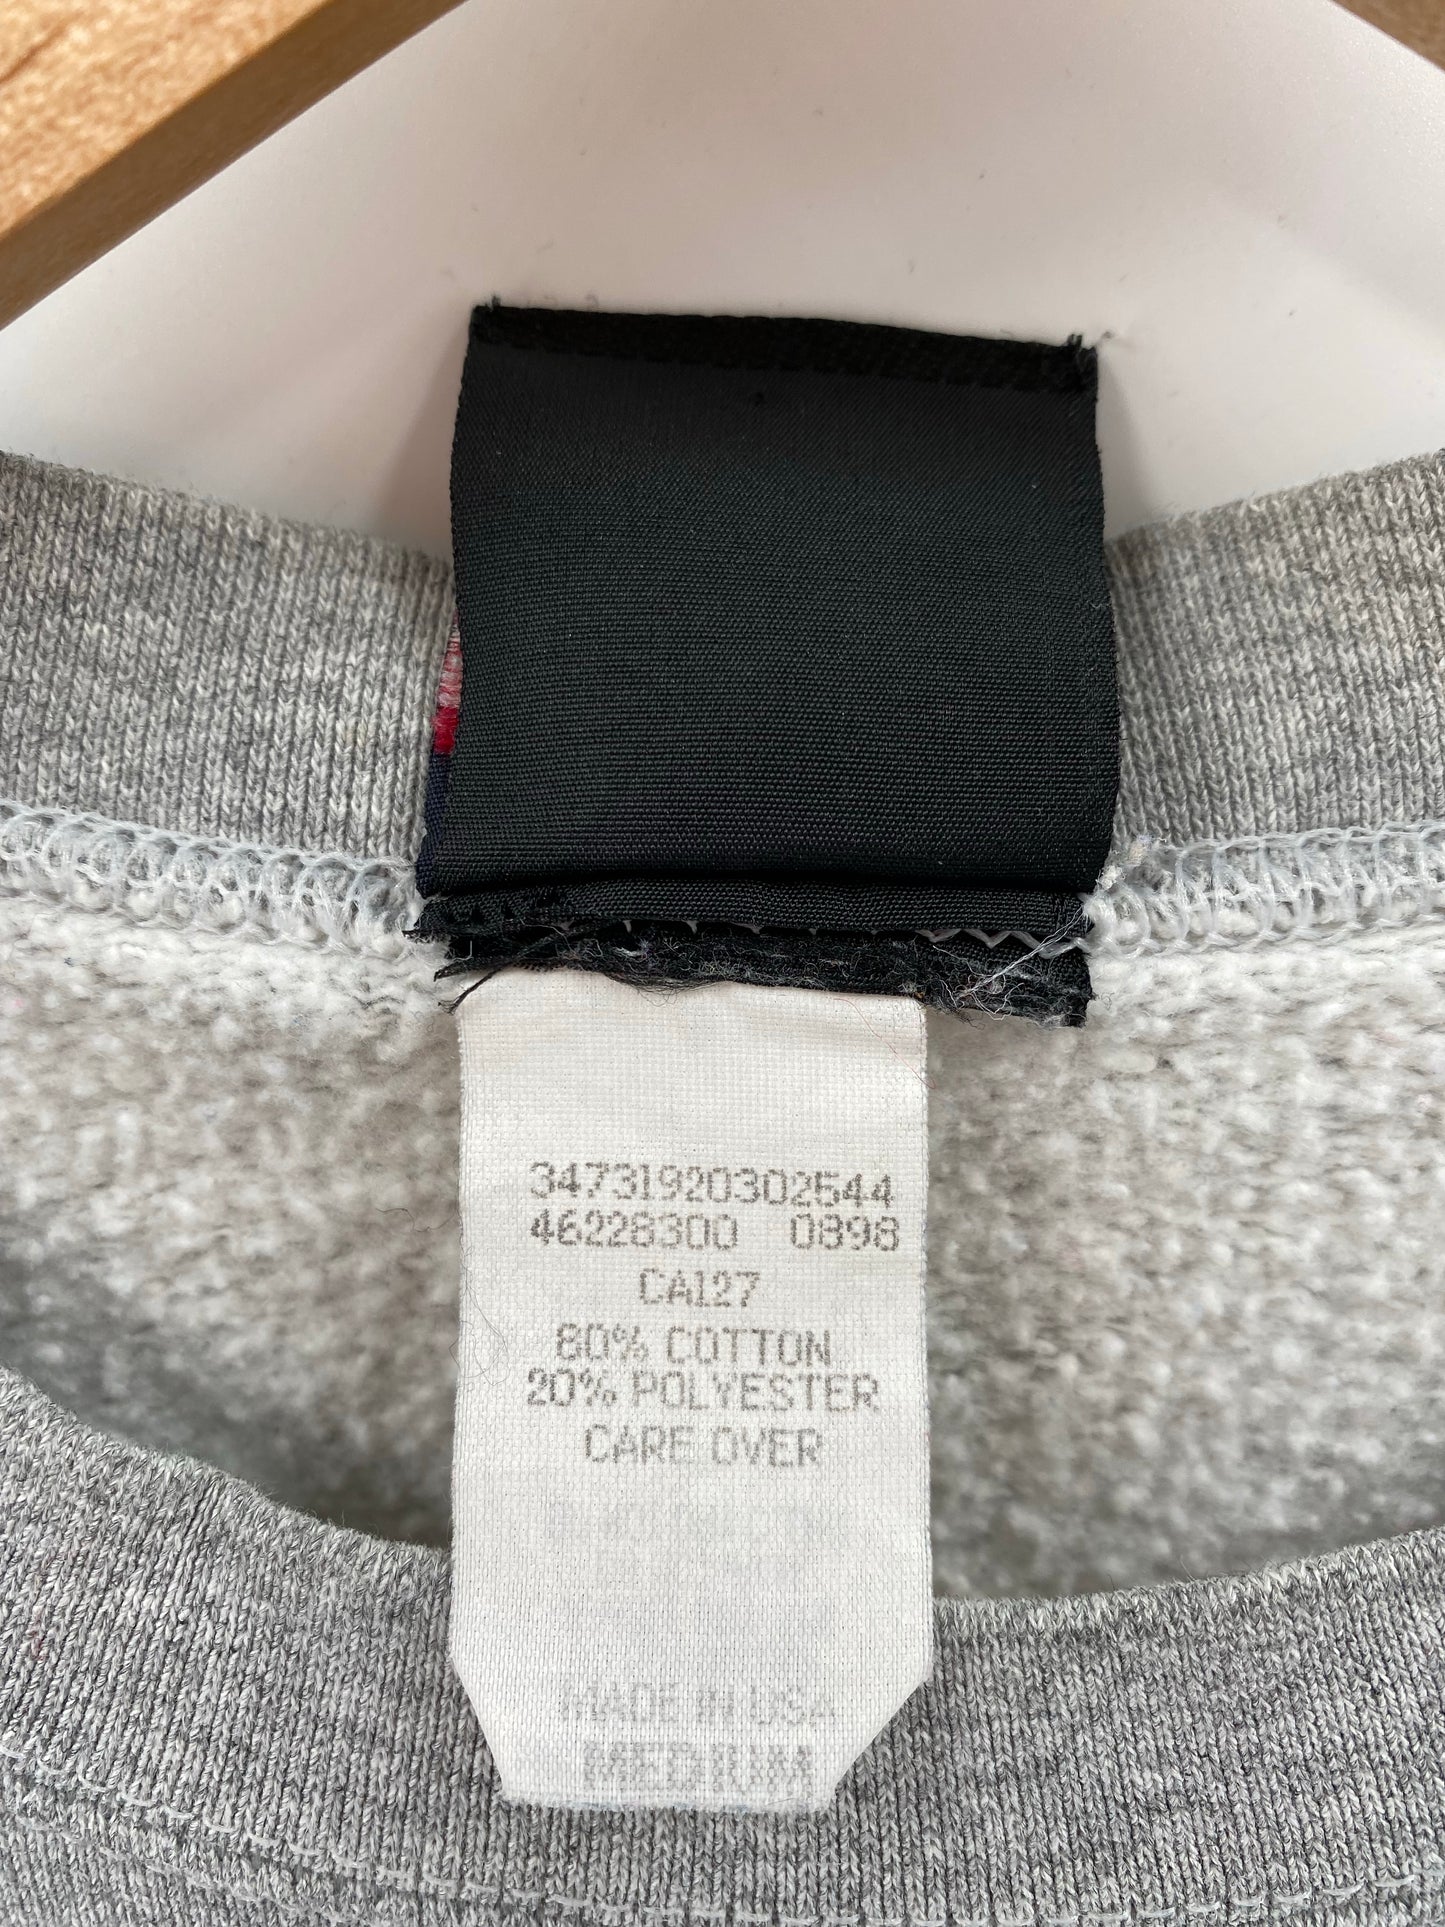 34731920302544
46228300 0898
CA127
80% COTTON
20% POLYESTER
CARE OVER
MADE IN USA
MEDIUM